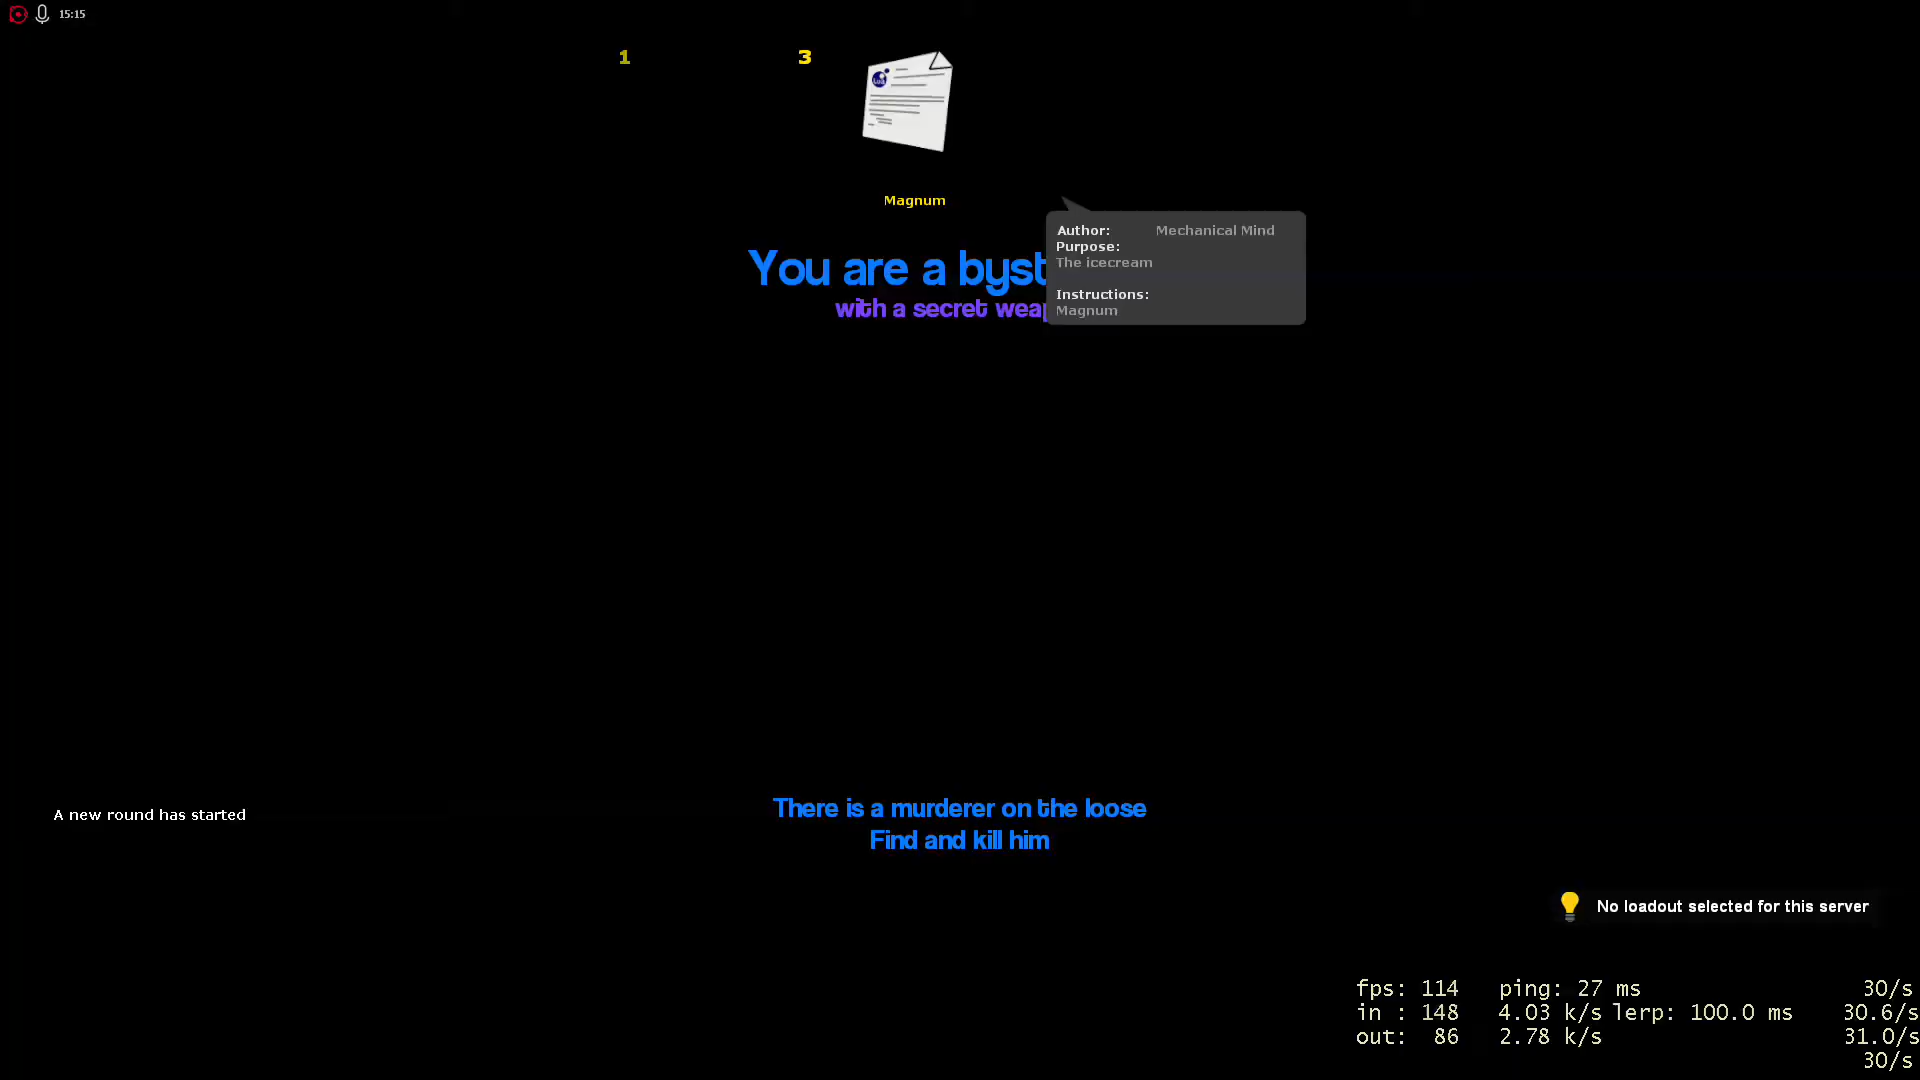 15:15
1
3
Magnum
You are a byst
with a secret weap
Author: Mechanical Mind
Purpose:
The icecream
Instructions:
Magnum
There is a murderer on the loose
Find and kill him
A new round has started
No loadout selected for this server
fps: 114 ping: 27 ms 30/s
in : 148 4.03 k/s lerp: 100.0 ms 30.6/s
out: 86 2.78 k/s 31.0/s
30/s